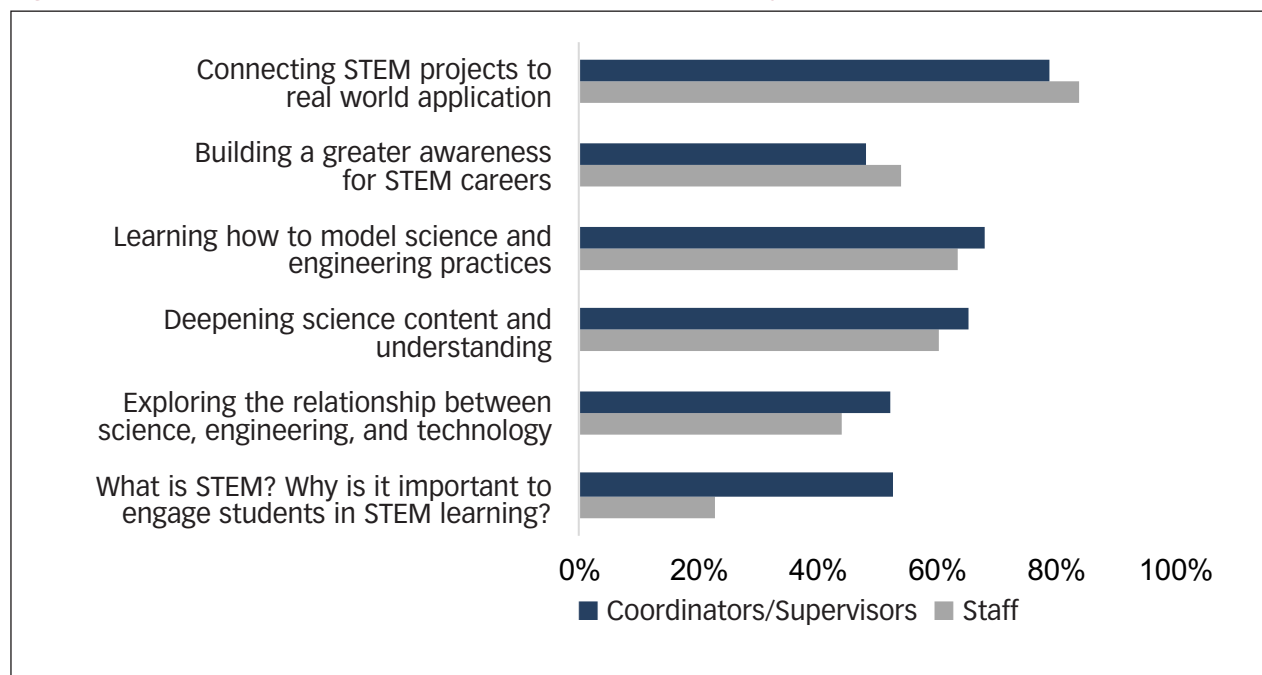 Connecting STEM projects to
real world application
Building a greater awareness
for STEM careers
Learning how to model science and
engineering practices
Deepening science content and
understanding
Exploring the relationship between
science, engineering, and technology
What is STEM? Why is it important to
engage students in STEM learning?
0% 20% 40% 60% 80% 100%
Coordinators/Supervisors Staff